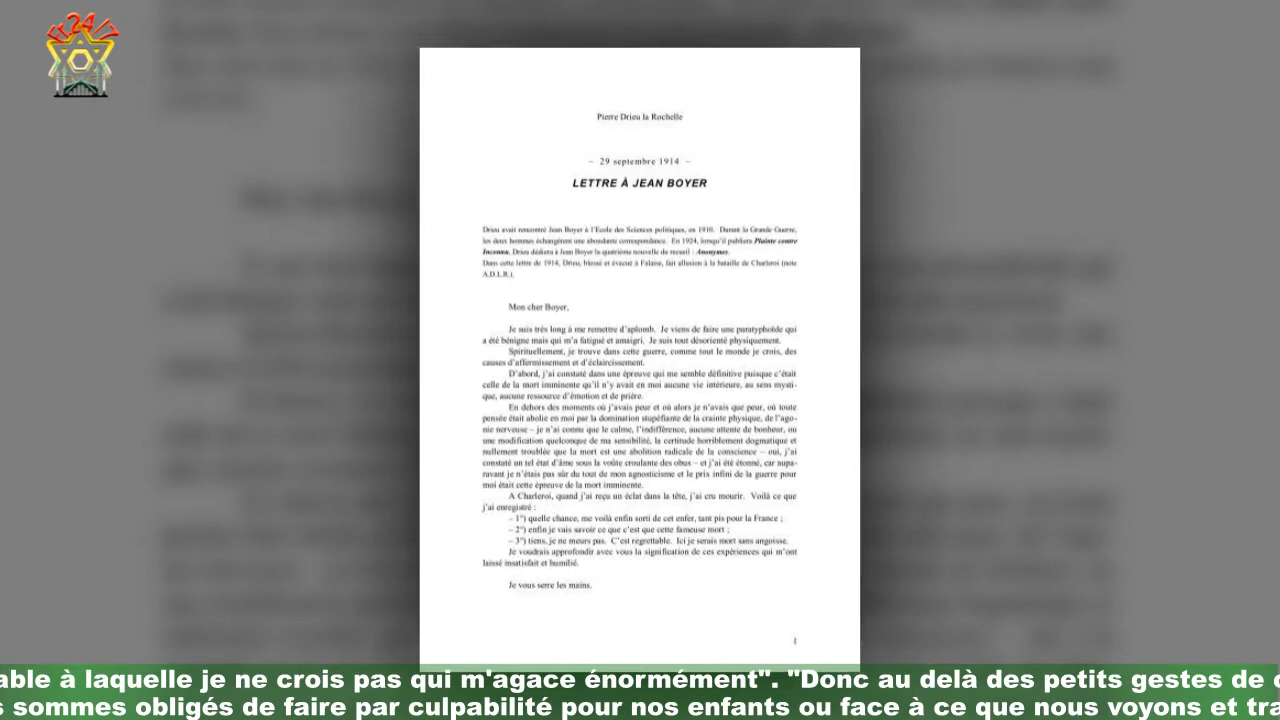 Fr24/7
Pierre Drieu la Rochelle
– 29 septembre 1914 –
LETTRE À JEAN BOYER
Drieu avait rencontré Jean Boyer à l'Ecole des Sciences politiques, en 1910. Durant la Grande Guerre,
les deux hommes échangèrent une abondante correspondance. En 1924, lorsqu'il publiera Plainte contre
Inconnu, Drieu dédiera à Jean Boyer la quatrième nouvelle du recueil : Anonymes.
Dans cette lettre de 1914, Drieu, blessé et évacué à Falaise, fait allusion à la bataille de Charleroi (note
A.D.L.R.).
Mon cher Boyer,
Je suis très long à me remettre d'aplomb. Je viens de faire une paratyphoïde qui
a été bénigne mais qui m'a fatigué et amaigri. Je suis tout désorienté physiquement.
Spirituellement, je trouve dans cette guerre, comme tout le monde je crois, des
causes d'affermissement et d'éclaircissement.
D'abord, j'ai constaté dans une épreuve qui me semble définitive puisque c'était
celle de la mort imminente qu'il n'y avait en moi aucune vie intérieure, au sens mysti-
que, aucune ressource d'émotion et de prière.
En dehors des moments où j'avais peur et où alors je n'avais que peur, où toute
pensée était abolie en moi par la domination stupéfiante de la crainte physique, de l'ago-
nie nerveuse – je n'ai connu que le calme, l'indifférence, aucune attente de bonheur, ou
une modification quelconque de ma sensibilité, la certitude horriblement dogmatique et
nullement troublée que la mort est une abolition radicale de la conscience – oui, j'ai
constaté un tel état d'âme sous la voûte croulante des obus – et j'ai été étonné, car aupa-
ravant je n'étais pas sûr du tout de mon agnosticisme et le prix infini de la guerre pour
moi était cette épreuve de la mort imminente.
A Charleroi, quand j'ai reçu un éclat dans la tête, j'ai cru mourir. Voilà ce que
j'ai enregistré :
– 1°) quelle chance, me voilà enfin sorti de cet enfer, tant pis pour la France ;
– 2°) enfin je vais savoir ce que c'est que cette fameuse mort ;
– 3°) tiens, je ne meurs pas. C'est regrettable. Ici je serais mort sans angoisse.
Je voudrais approfondir avec vous la signification de ces expériences qui m'ont
laissé insatisfait et humilié.
Je vous serre les mains.
1
able à laquelle je ne crois pas qui m'agace énormément". "Donc au delà des petits gestes de
s sommes obligés de faire par culpabilité pour nos enfants ou face à ce que nous voyons et tra